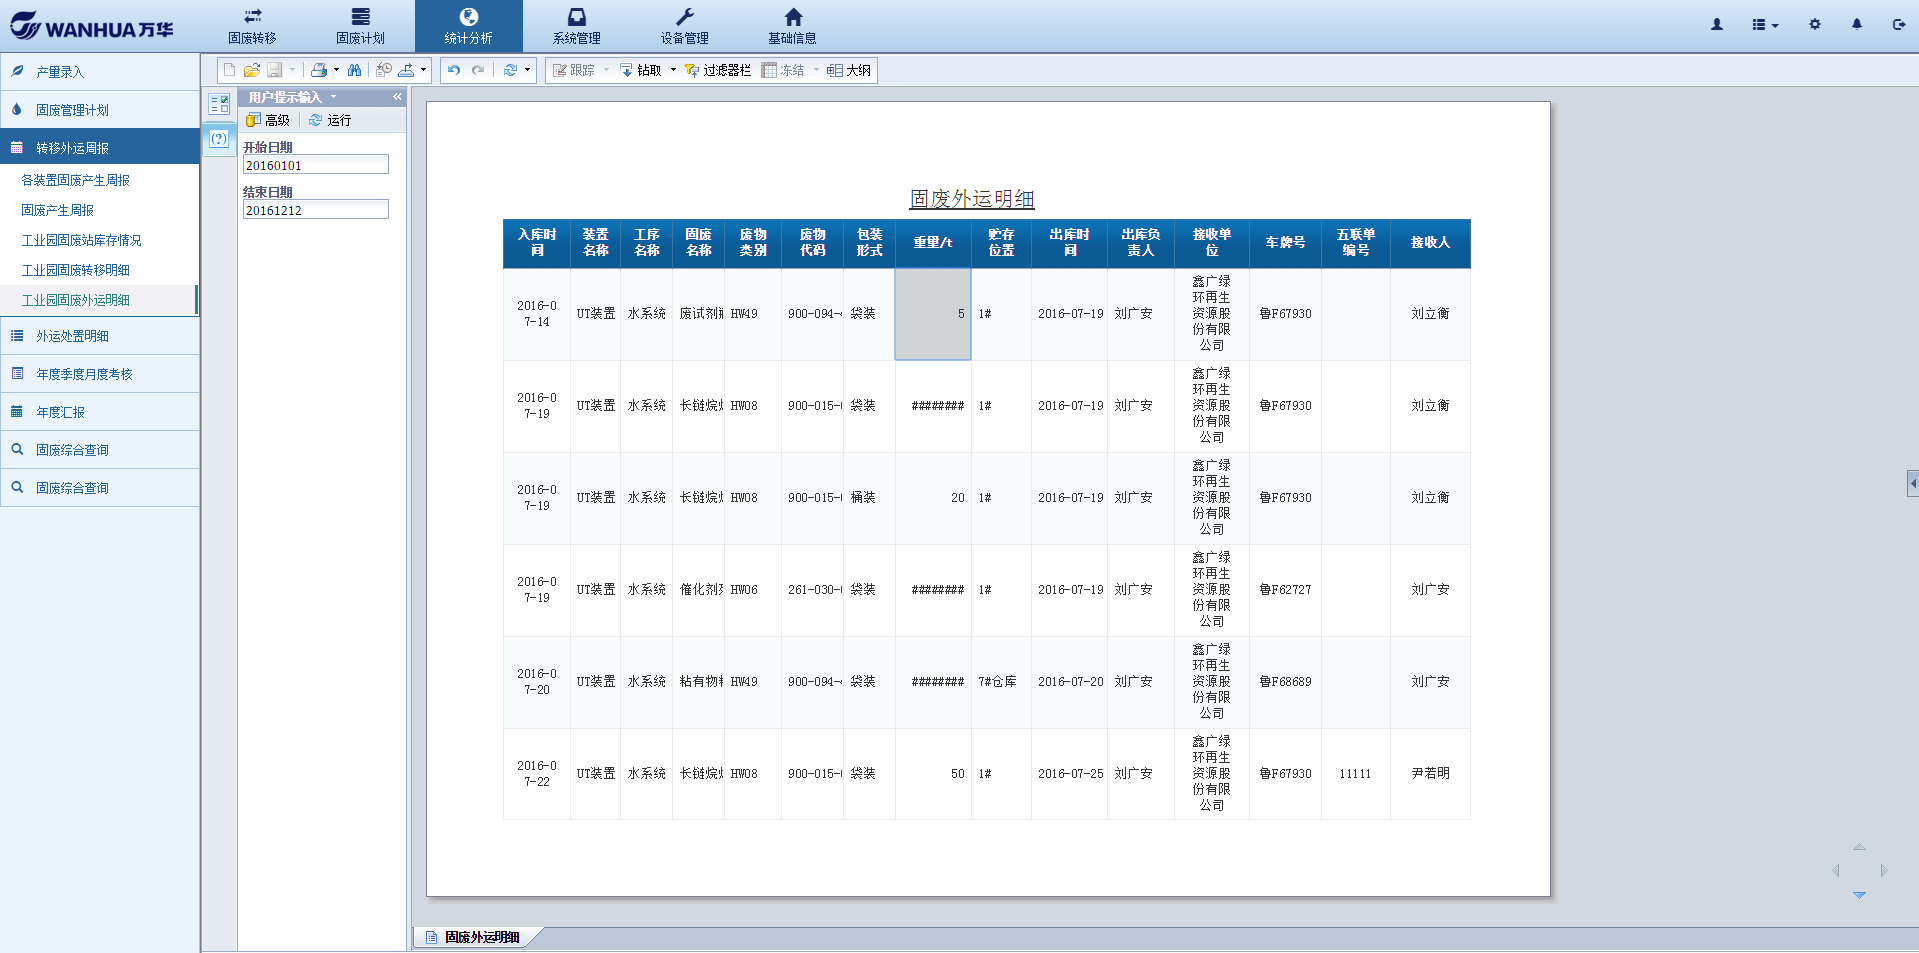 WANHUA万华
固废转移
固废计划
统计分析
系统管理
设备管理
基础信息
产量录入
固废管理计划
转移外运周报
各装置固废产生周报
固废产生周报
工业园固废站库存情况
工业园固废转移明细
工业园固废外运明细
外运处置明细
年度季度月度考核
年度汇报
固废综合查询
固废综合查询
跟踪 钻取 过滤器栏 冻结 大纲
用户提示输入
高级 运行
开始日期
20160101
结束日期
20161212
固废外运明细
入库时间 装置名称 工序名称 固废名称 废物类别 废物代码 包装形式 重量/t 贮存位置 出库时间 出库负责人 接收单位 车牌号 五联单编号 接收人
2016-07-14 UT装置 水系统 废试剂 HW49 900-094- 袋装 5 1# 2016-07-19 刘广安 鑫广绿环再生资源股份有限公司 鲁F67930 刘立衡
2016-07-19 UT装置 水系统 长链烷 HW08 900-015- 袋装 ######## 1# 2016-07-19 刘广安 鑫广绿环再生资源股份有限公司 鲁F67930 刘立衡
2016-07-19 UT装置 水系统 长链烷 HW08 900-015- 桶装 20 1# 2016-07-19 刘广安 鑫广绿环再生资源股份有限公司 鲁F67930 刘立衡
2016-07-19 UT装置 水系统 催化剂 HW06 261-030- 袋装 ######## 1# 2016-07-19 刘广安 鑫广绿环再生资源股份有限公司 鲁F62727 刘广安
2016-07-20 UT装置 水系统 粘有物 HW49 900-094- 袋装 ######## 7#仓库 2016-07-20 刘广安 鑫广绿环再生资源股份有限公司 鲁F68689 刘广安
2016-07-22 UT装置 水系统 长链烷 HW08 900-015- 袋装 50 1# 2016-07-25 刘广安 鑫广绿环再生资源股份有限公司 鲁F67930 11111 尹若明
固废外运明细